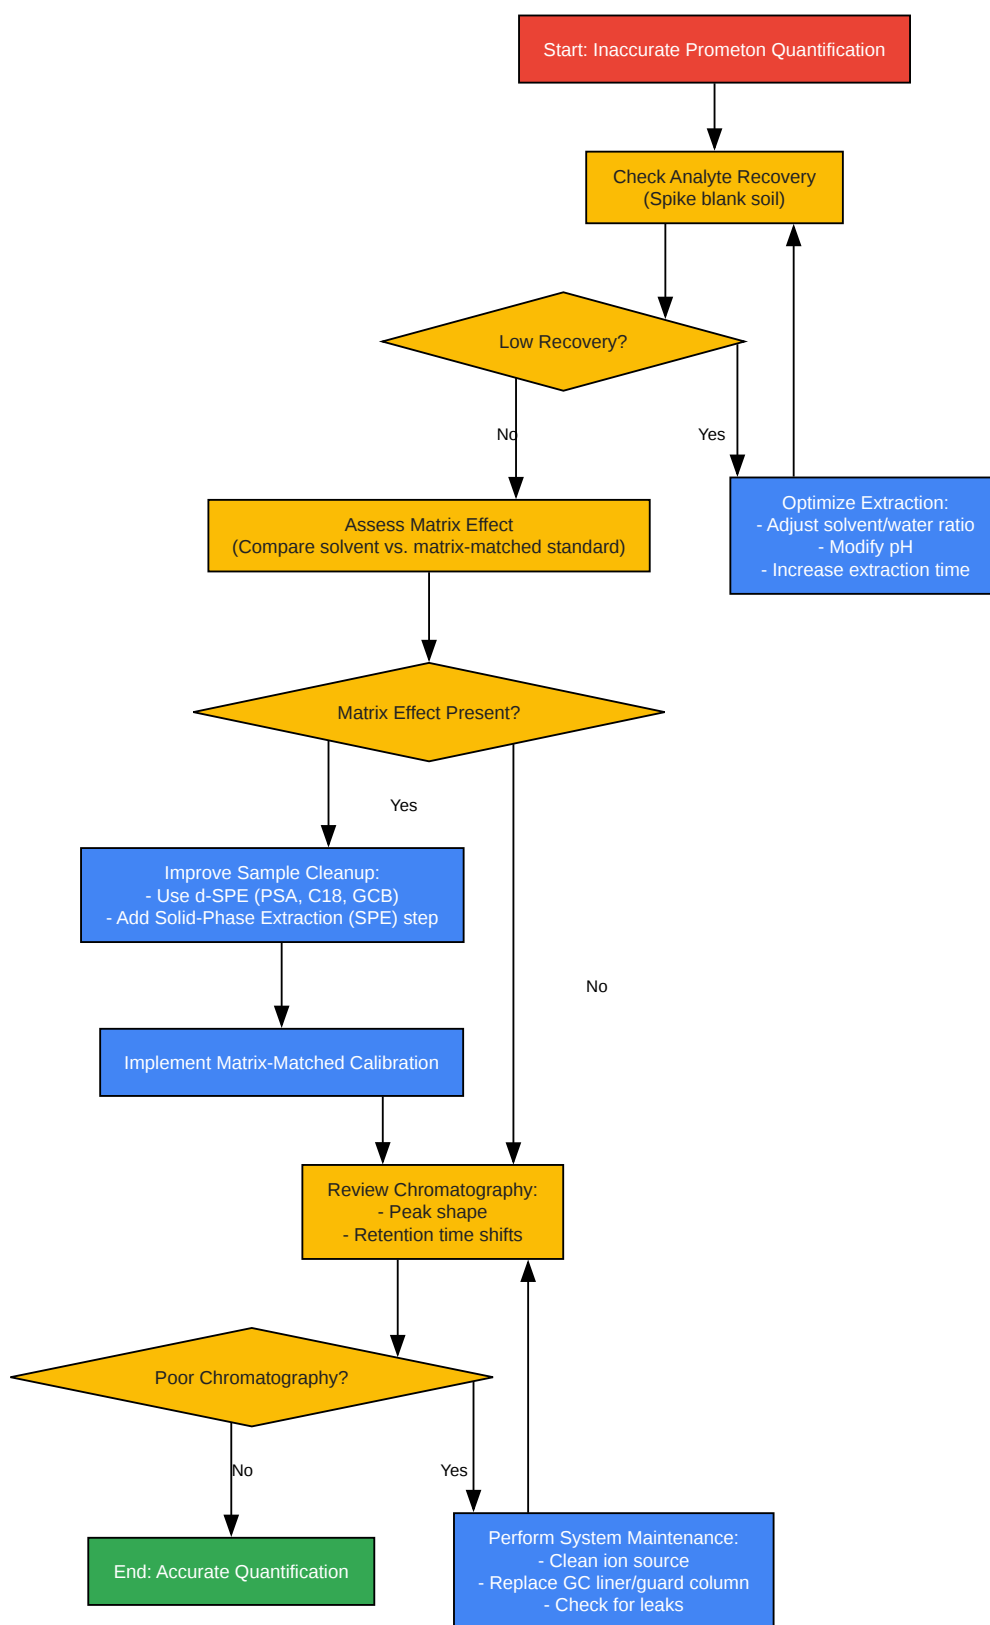 Start: Inaccurate Prometon Quantification
Check Analyte Recovery
(Spike blank soil)
Low Recovery?
No
Yes
Optimize Extraction:
- Adjust solvent/water ratio
- Modify pH
- Increase extraction time
Assess Matrix Effect
(Compare solvent vs. matrix-matched standard)
Matrix Effect Present?
Yes
Improve Sample Cleanup:
- Use d-SPE (PSA, C18, GCB)
- Add Solid-Phase Extraction (SPE) step
No
Implement Matrix-Matched Calibration
Review Chromatography:
- Peak shape
- Retention time shifts
Poor Chromatography?
No
Yes
End: Accurate Quantification
Perform System Maintenance:
- Clean ion source
- Replace GC liner/guard column
- Check for leaks